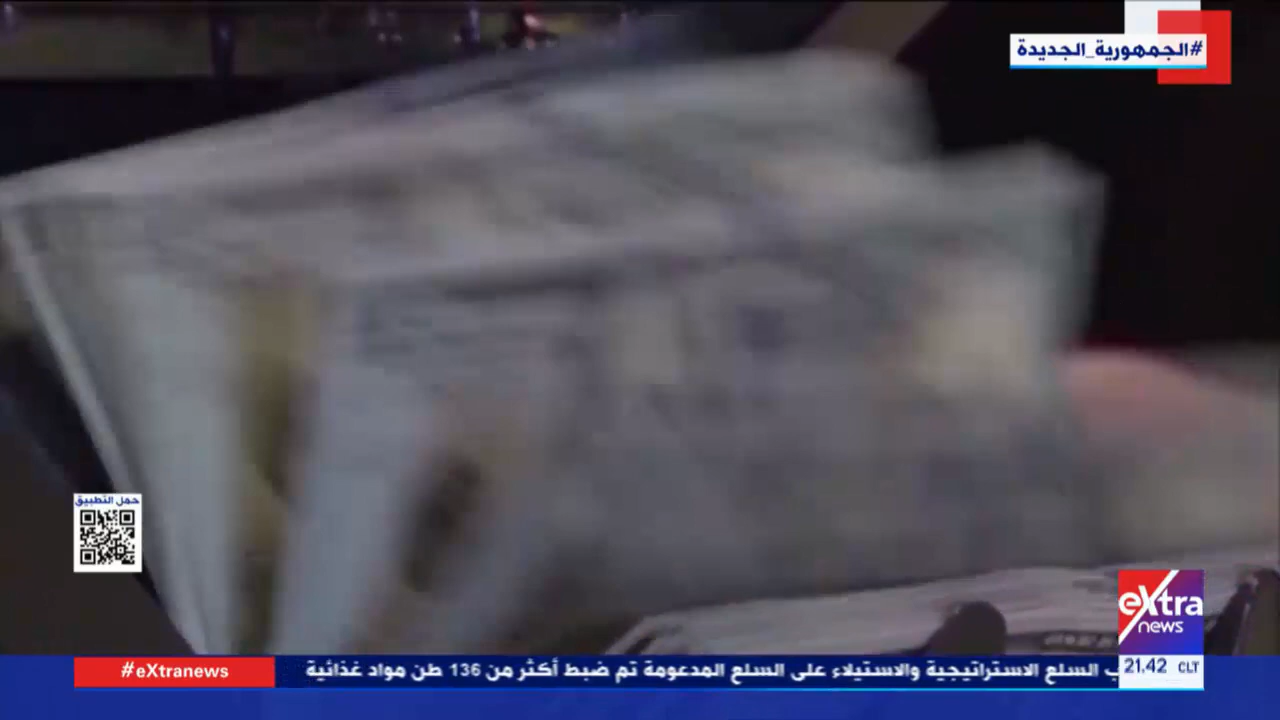 #الجمهورية_الجديدة
حمل التطبيق
eXtra
news
21.42 CLT
السلع الاستراتيجية والاستيلاء على السلع المدعومة تم ضبط أكثر من 136 طن مواد غذائية
#eXtranews